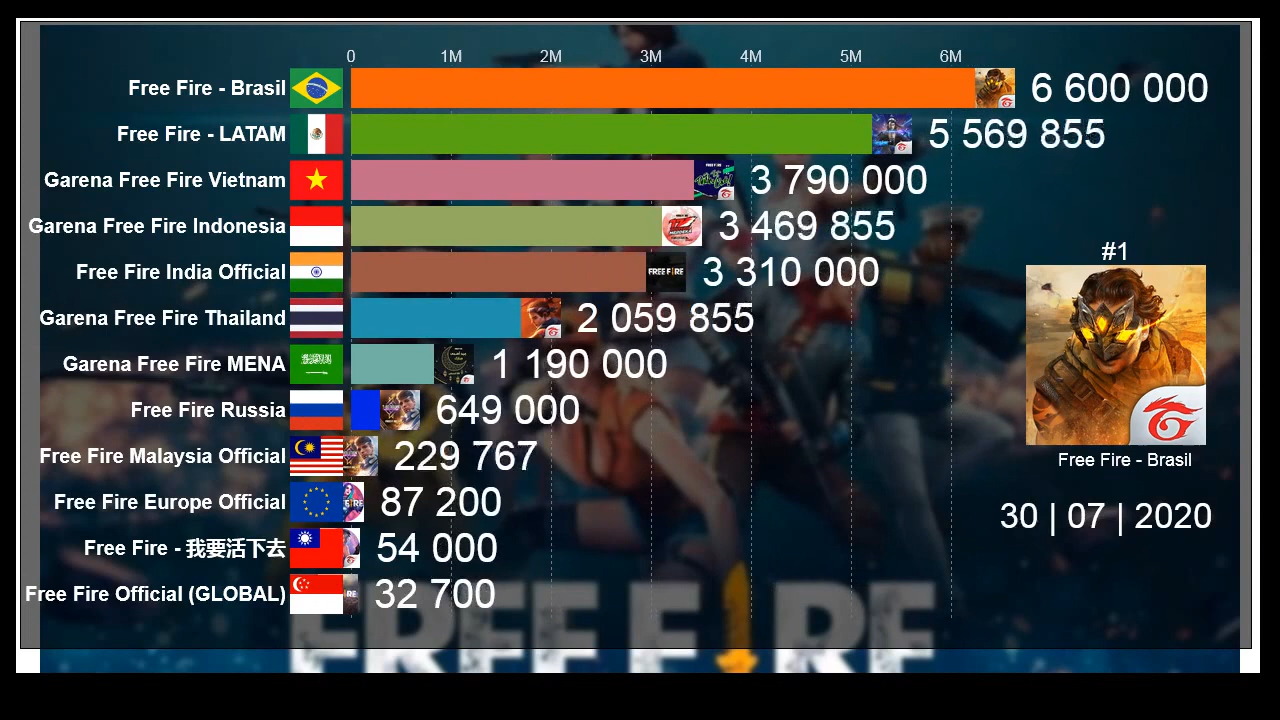 0 1M 2M 3M 4M 5M 6M
Free Fire - Brasil 6 600 000
Free Fire - LATAM 5 569 855
Garena Free Fire Vietnam 3 790 000
Garena Free Fire Indonesia 3 469 855
Free Fire India Official FREE FIRE 3 310 000
Garena Free Fire Thailand 2 059 855
Garena Free Fire MENA 1 190 000
Free Fire Russia 649 000
Free Fire Malaysia Official 229 767
Free Fire Europe Official 87 200
Free Fire - 我要活下去 54 000
Free Fire Official (GLOBAL) 32 700
#1
Free Fire - Brasil
30 | 07 | 2020
FREE FIRE